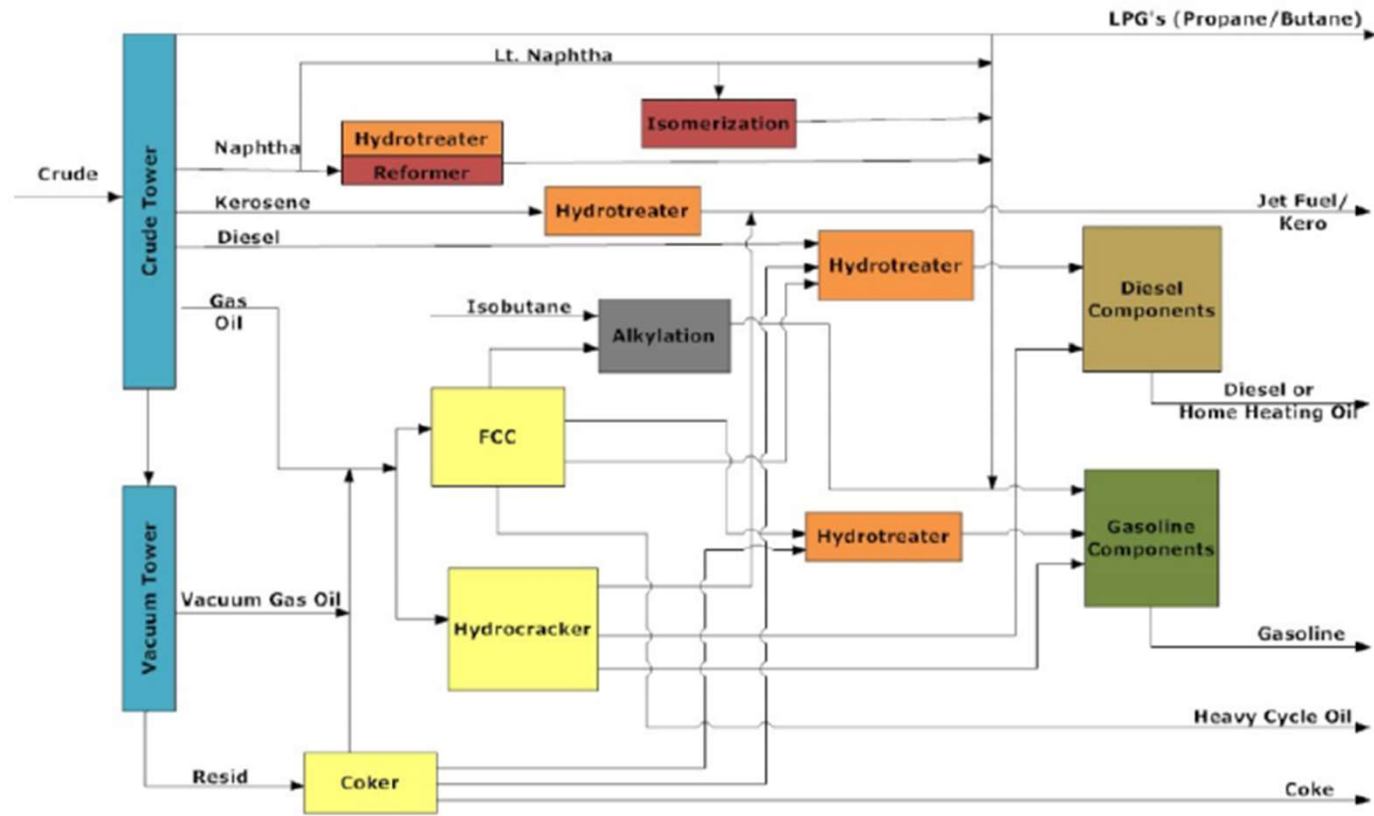 LPG's (Propane/Butane)
Lt. Naphtha
Isomerization
Hydrotreater
Naphtha
Reformer
Crude
Crude Tower
Kerosene
Hydrotreater
Jet Fuel/
Kero
Diesel
Hydrotreater
Gas
Oil
Isobutane
Alkylation
Diesel
Components
Diesel or
Home Heating Oil
FCC
Gasoline
Components
Hydrotreater
Vacuum Tower
Vacuum Gas Oil
Hydrocracker
Gasoline
Heavy Cycle Oil
Resid
Coker
Coke